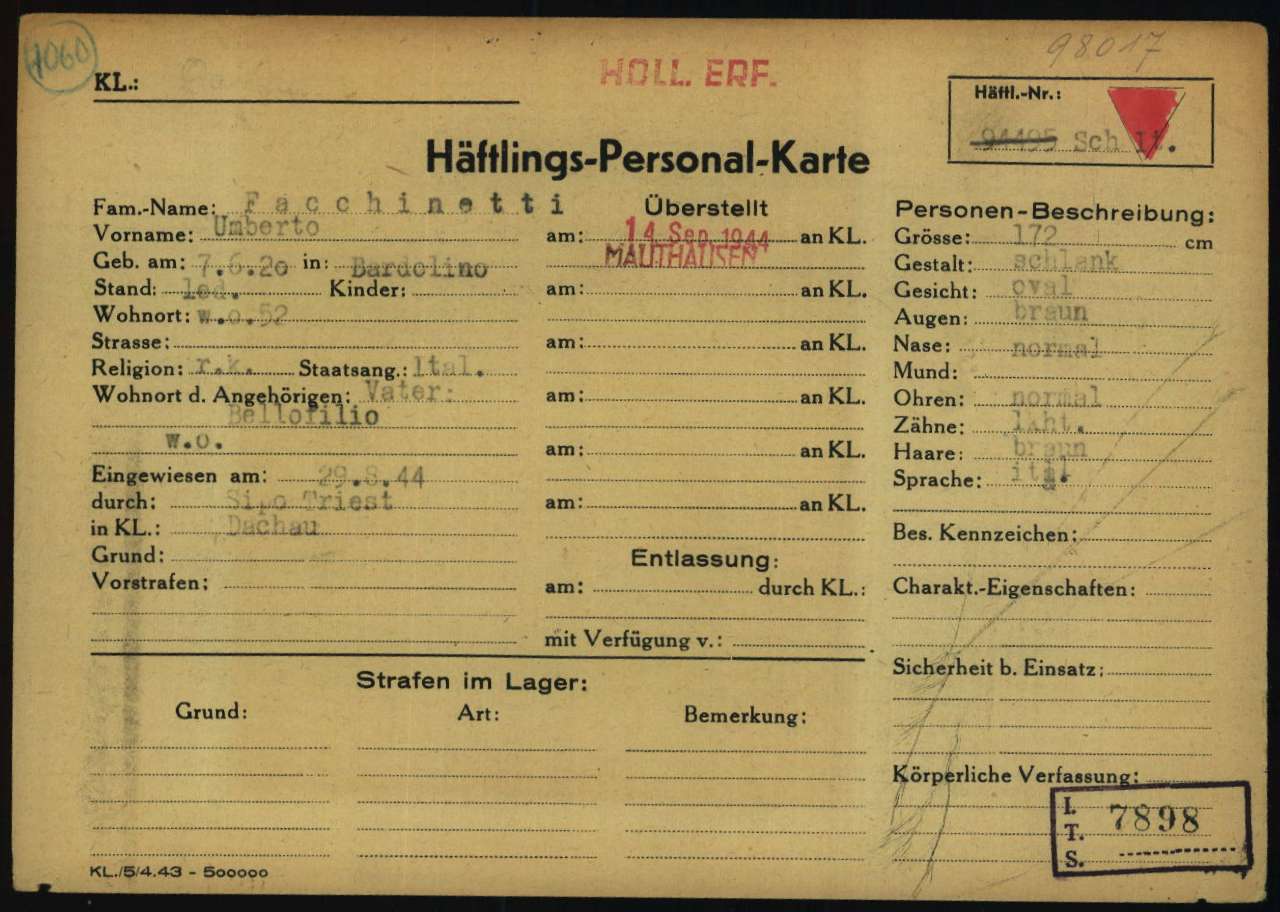 4060
98017
KL.:
HOLL. ERF.
Häftl.-Nr.:
94495 Sch It.
Häftlings-Personal-Karte
Fam.-Name: Facchinetti
Vorname: Umberto
Geb. am: 7.6.20 in: Bardolino
Stand: led. Kinder:
Wohnort: w.o.52
Strasse:
Religion: r.k. Staatsang.: Ital.
Wohnort d. Angehörigen: Vater:
Bellofilio
w.o.
Eingewiesen am: 29.8.44
durch: Sipo Triest
in KL.: Dachau
Grund:
Vorstrafen:
Überstellt
am: 14. Sep. 1944 an KL.
MAUTHAUSEN
am: an KL.
am: an KL.
am: an KL.
am: an KL.
am: an KL.
Entlassung:
am: durch KL.:
mit Verfügung v.:
Personen-Beschreibung:
Grösse: 172 cm
Gestalt: schlank
Gesicht: oval
Augen: braun
Nase: normal
Mund:
Ohren: normal
Zähne:
Haare: braun
Sprache: ital.
Bes. Kennzeichen:
Charakt.-Eigenschaften:
Sicherheit b. Einsatz:
Körperliche Verfassung:
Strafen im Lager:
Grund: Art: Bemerkung:
I. T. S. 7898
KL./5/4.43 - 500000